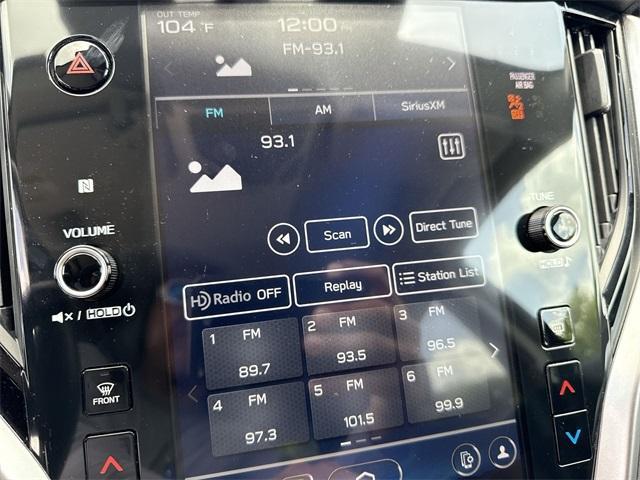 OUT TEMP
104 °F
12:00
FM-93.1
PASSENGER
AIR BAG
FM AM SiriusXM
93.1
VOLUME
TUNE
Scan Direct Tune
HOLD
HD Radio OFF Replay Station List
/ HOLD
1 FM 89.7
2 FM 93.5
3 FM 96.5
FRONT
4 FM 97.3
5 FM 101.5
6 FM 99.9